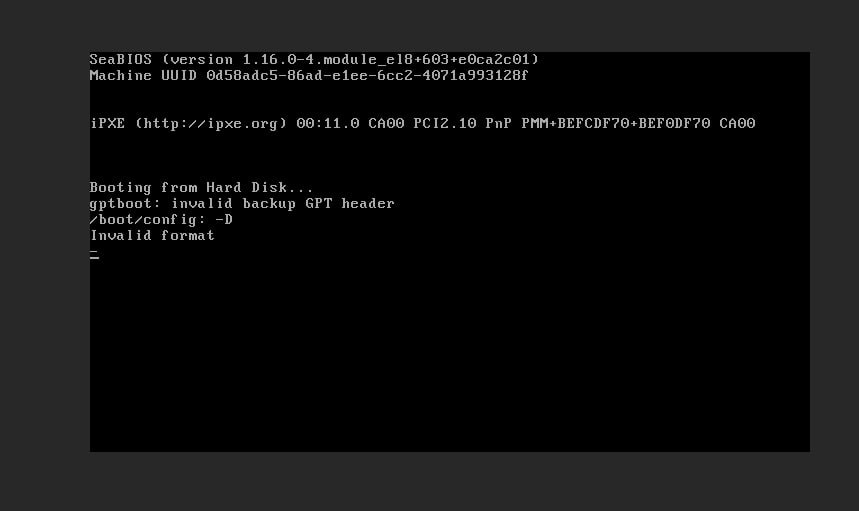 SeaBIOS (version 1.16.0-4.module_el8+603+e0ca2c01)
Machine UUID 0d58adc5-86ad-e1ee-6cc2-4071a993128f
iPXE (http://ipxe.org) 00:11.0 CA00 PCI2.10 PnP PMM+BEFCDF70+BEF0DF70 CA00
Booting from Hard Disk...
gptboot: invalid backup GPT header
/boot/config: -D
Invalid format
-